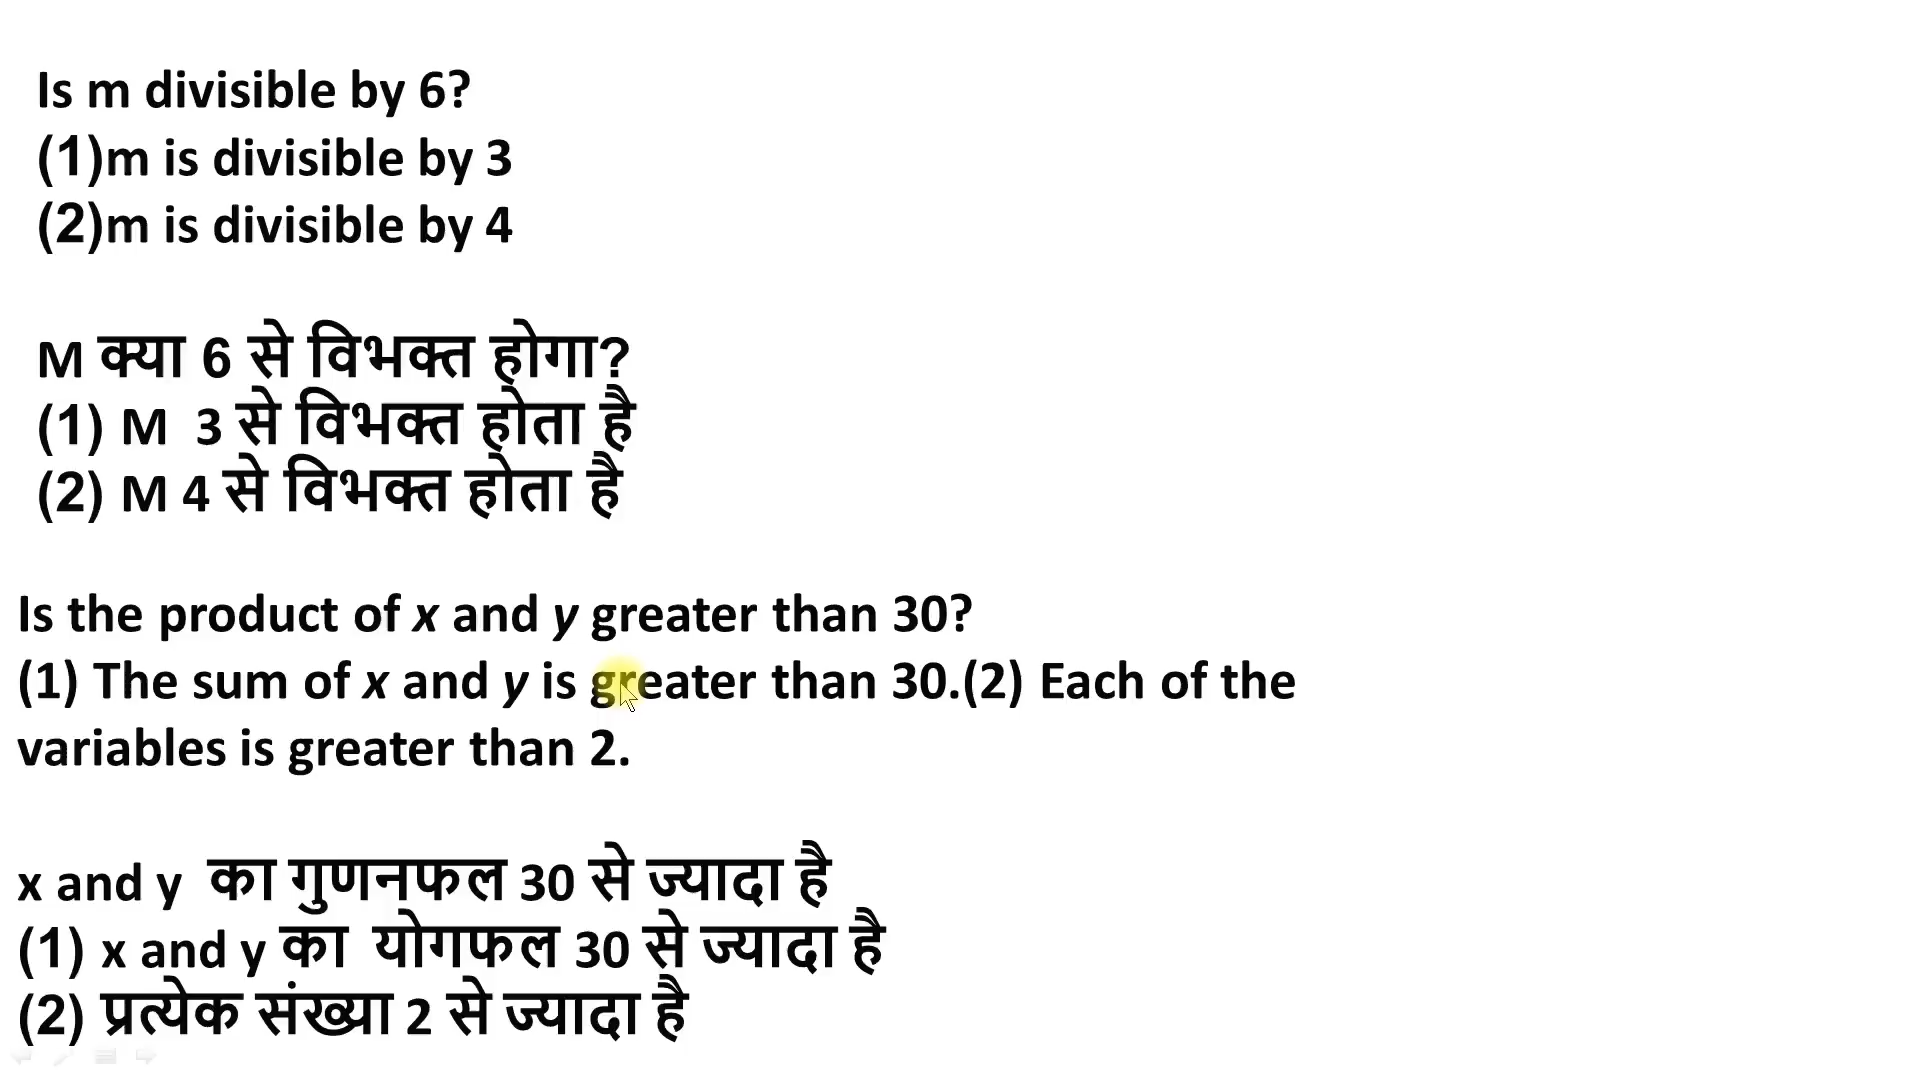 Is m divisible by 6?
(1)m is divisible by 3
(2)m is divisible by 4
M क्या 6 से विभक्त होगा?
(1) M  3 से विभक्त होता है
(2) M 4 से विभक्त होता है
Is the product of x and y greater than 30?
(1) The sum of x and y is greater than 30.(2) Each of the
variables is greater than 2.
x and y  का गुणनफल 30 से ज्यादा है
(1) x and y का  योगफल 30 से ज्यादा है
(2) प्रत्येक संख्या 2 से ज्यादा है